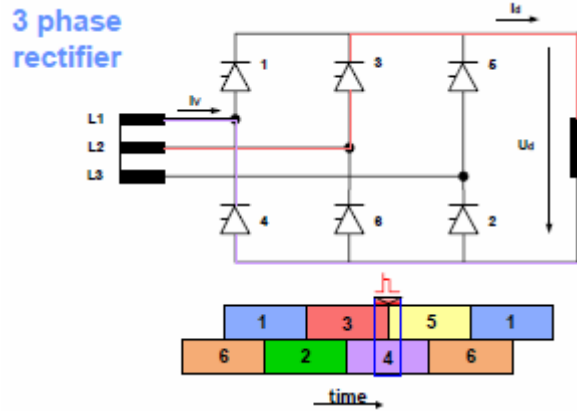 3 phase
rectifier
Id
1
3
5
Iv
L1
L2
L3
Ud
4
6
2
1 3 5 1
6 2 4 6
time